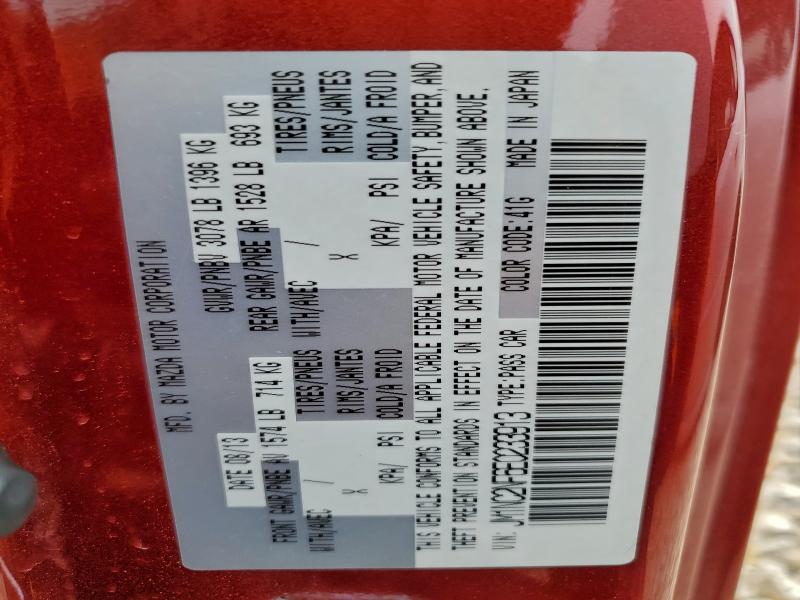 MFD. BY MAZDA MOTOR CORPORATION
DATE 08/13 GVWR/PNBV 3078 LB 1396 KG
FRONT GAWR/PNBE AV 1574 LB 714 KG REAR GAWR/PNBE AR 1528 LB 693 KG
WITH/AVEC / TIRES/PNEUS WITH/AVEC / TIRES/PNEUS
X RIMS/JANTES X RIMS/JANTES
KPA/ PSI COLD/A FROID KPA/ PSI COLD/A FROID
THIS VEHICLE CONFORMS TO ALL APPLICABLE FEDERAL MOTOR VEHICLE SAFETY, BUMPER, AND
THEFT PREVENTION STANDARDS IN EFFECT ON THE DATE OF MANUFACTURE SHOWN ABOVE.
VIN: JM1NC2NF6E0233913 TYPE:PASS CAR COLOR CODE:41G MADE IN JAPAN